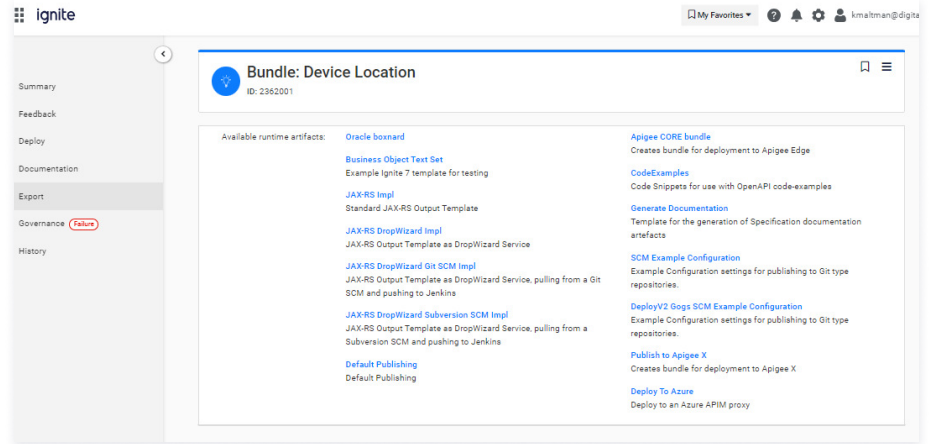 ignite
My Favorites
kmaltman@digita
Bundle: Device Location
ID: 2362001
Summary
Feedback
Deploy
Documentation
Export
Governance Failure
History
Available runtime artifacts:
Oracle boxnard
Business Object Text Set
Example Ignite 7 template for testing
JAX-RS Impl
Standard JAX-RS Output Template
JAX-RS DropWizard Impl
JAX-RS Output Template as DropWizard Service
JAX-RS DropWizard Git SCM Impl
JAX-RS Output Template as DropWizard Service, pulling from a Git
SCM and pushing to Jenkins
JAX-RS DropWizard Subversion SCM Impl
JAX-RS Output Template as DropWizard Service, pulling from a
Subversion SCM and pushing to Jenkins
Default Publishing
Default Publishing
Apigee CORE bundle
Creates bundle for deployment to Apigee Edge
CodeExamples
Code Snippets for use with OpenAPI code-examples
Generate Documentation
Template for the generation of Specification documentation
artefacts
SCM Example Configuration
Example Configuration settings for publishing to Git type
repositories.
DeployV2 Gogs SCM Example Configuration
Example Configuration settings for publishing to Git type
repositories.
Publish to Apigee X
Creates bundle for deployment to Apigee X
Deploy To Azure
Deploy to an Azure APIM proxy